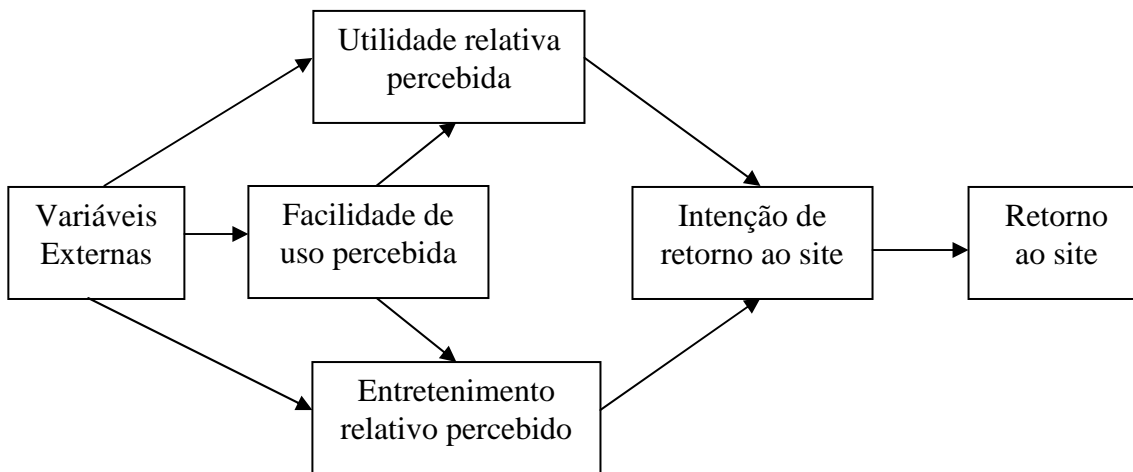 Utilidade relativa
percebida
Variáveis
Externas
Facilidade de
uso percebida
Intenção de
retorno ao site
Retorno
ao site
Entretenimento
relativo percebido